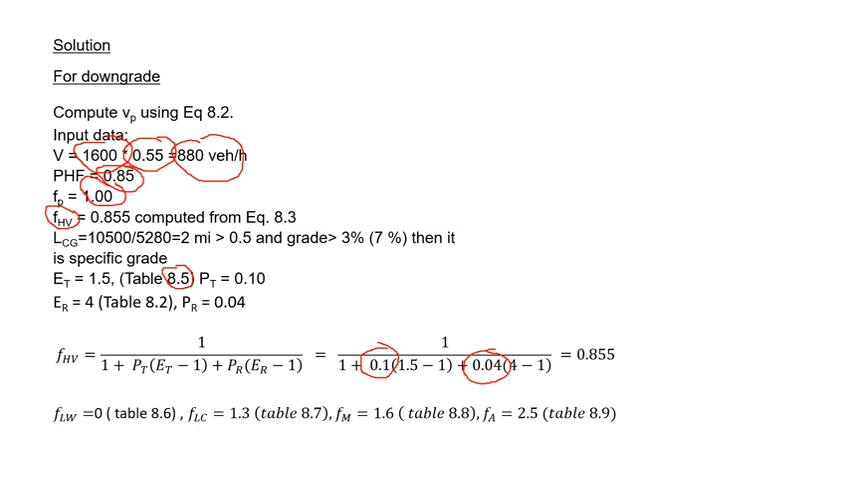 Solution
For downgrade
Compute vp using Eq 8.2.
Input data:
V = 1600 * 0.55 =880 veh/h
PHF = 0.85
fp = 1.00
fHV = 0.855 computed from Eq. 8.3
LCG=10500/5280=2 mi > 0.5 and grade> 3% (7 %) then it
is specific grade
ET = 1.5, (Table 8.5) PT = 0.10
ER = 4 (Table 8.2), PR = 0.04
fHV = 1 / (1 + PT(ET − 1) + PR(ER − 1)) = 1 / (1 + 0.1(1.5 − 1) + 0.04(4 − 1)) = 0.855
fLW =0 ( table 8.6) , fLC = 1.3 (table 8.7), fM = 1.6 ( table 8.8), fA = 2.5 (table 8.9)